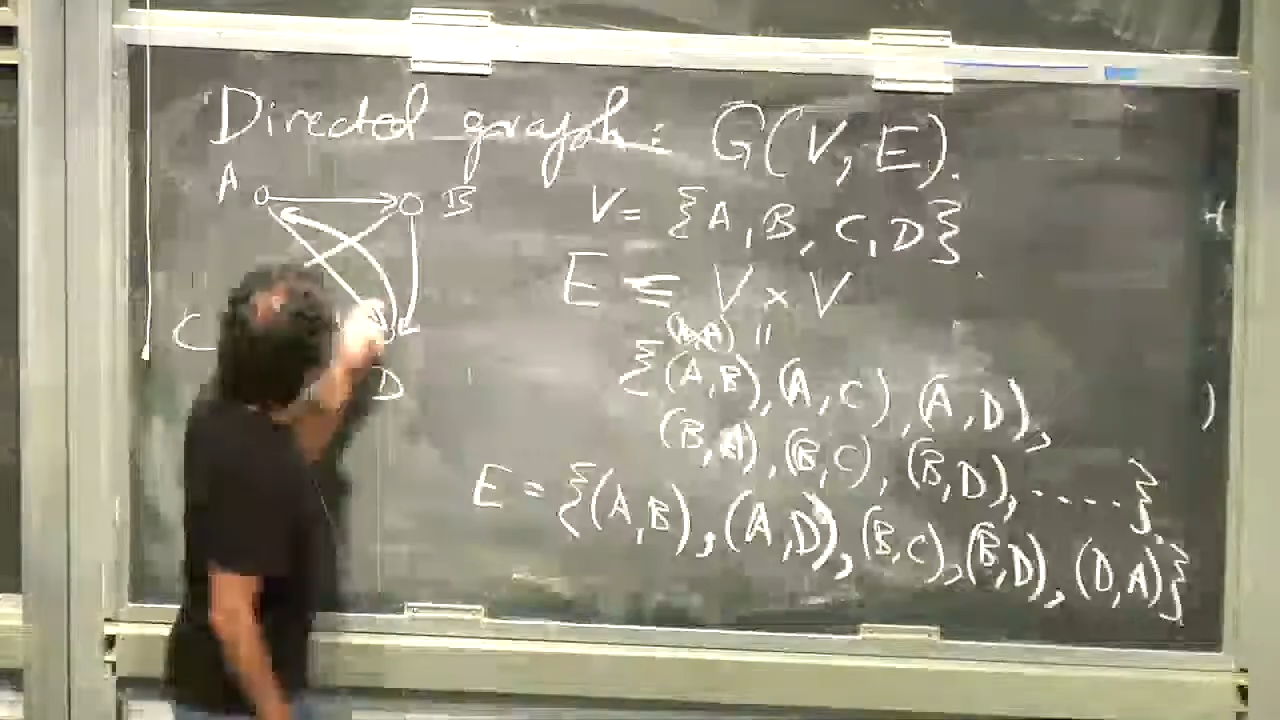 Directed graph: G(V, E).
A B
V = {A, B, C, D}
E ⊆ V × V
(A,A) "
C
{(A,B), (A,C), (A,D),
D
(B,A), (B,C), (B,D), ....}.
E = {(A,B), (A,D), (B,C), (B,D), (D,A)}
)